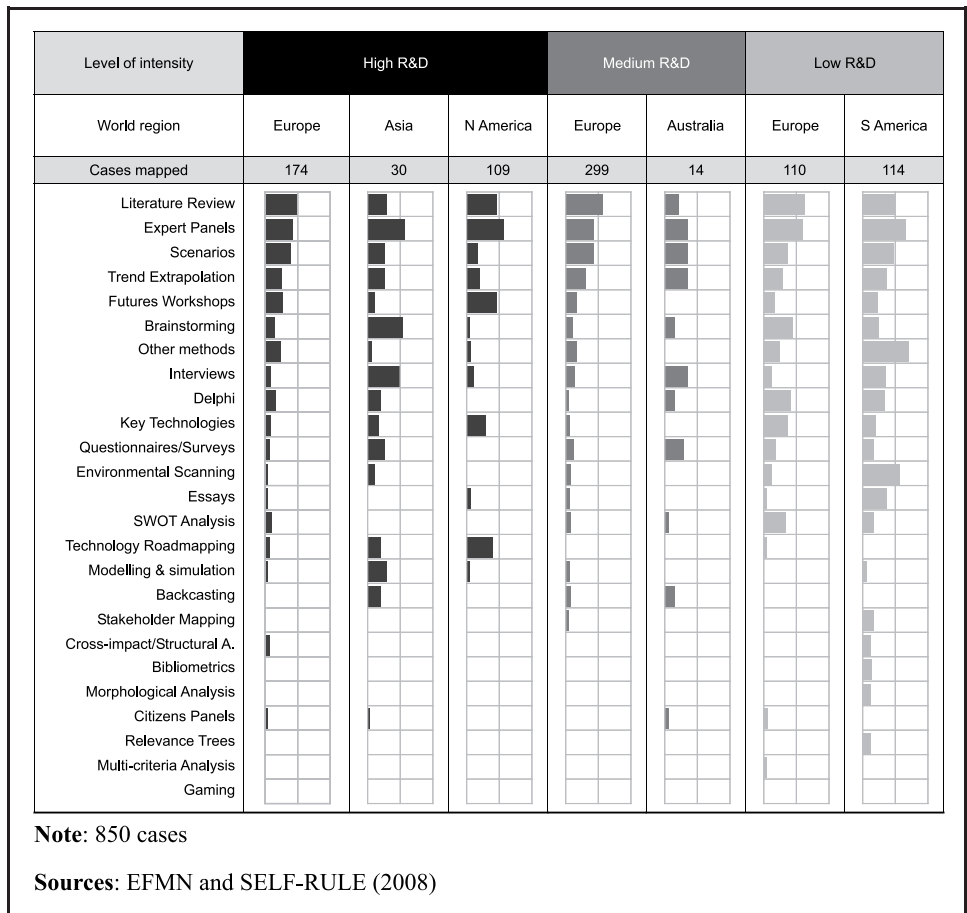 Level of intensity High R&D Medium R&D Low R&D
World region Europe Asia N America Europe Australia Europe S America
Cases mapped 174 30 109 299 14 110 114
Literature Review
Expert Panels
Scenarios
Trend Extrapolation
Futures Workshops
Brainstorming
Other methods
Interviews
Delphi
Key Technologies
Questionnaires/Surveys
Environmental Scanning
Essays
SWOT Analysis
Technology Roadmapping
Modelling & simulation
Backcasting
Stakeholder Mapping
Cross-impact/Structural A.
Bibliometrics
Morphological Analysis
Citizens Panels
Relevance Trees
Multi-criteria Analysis
Gaming
Note: 850 cases
Sources: EFMN and SELF-RULE (2008)